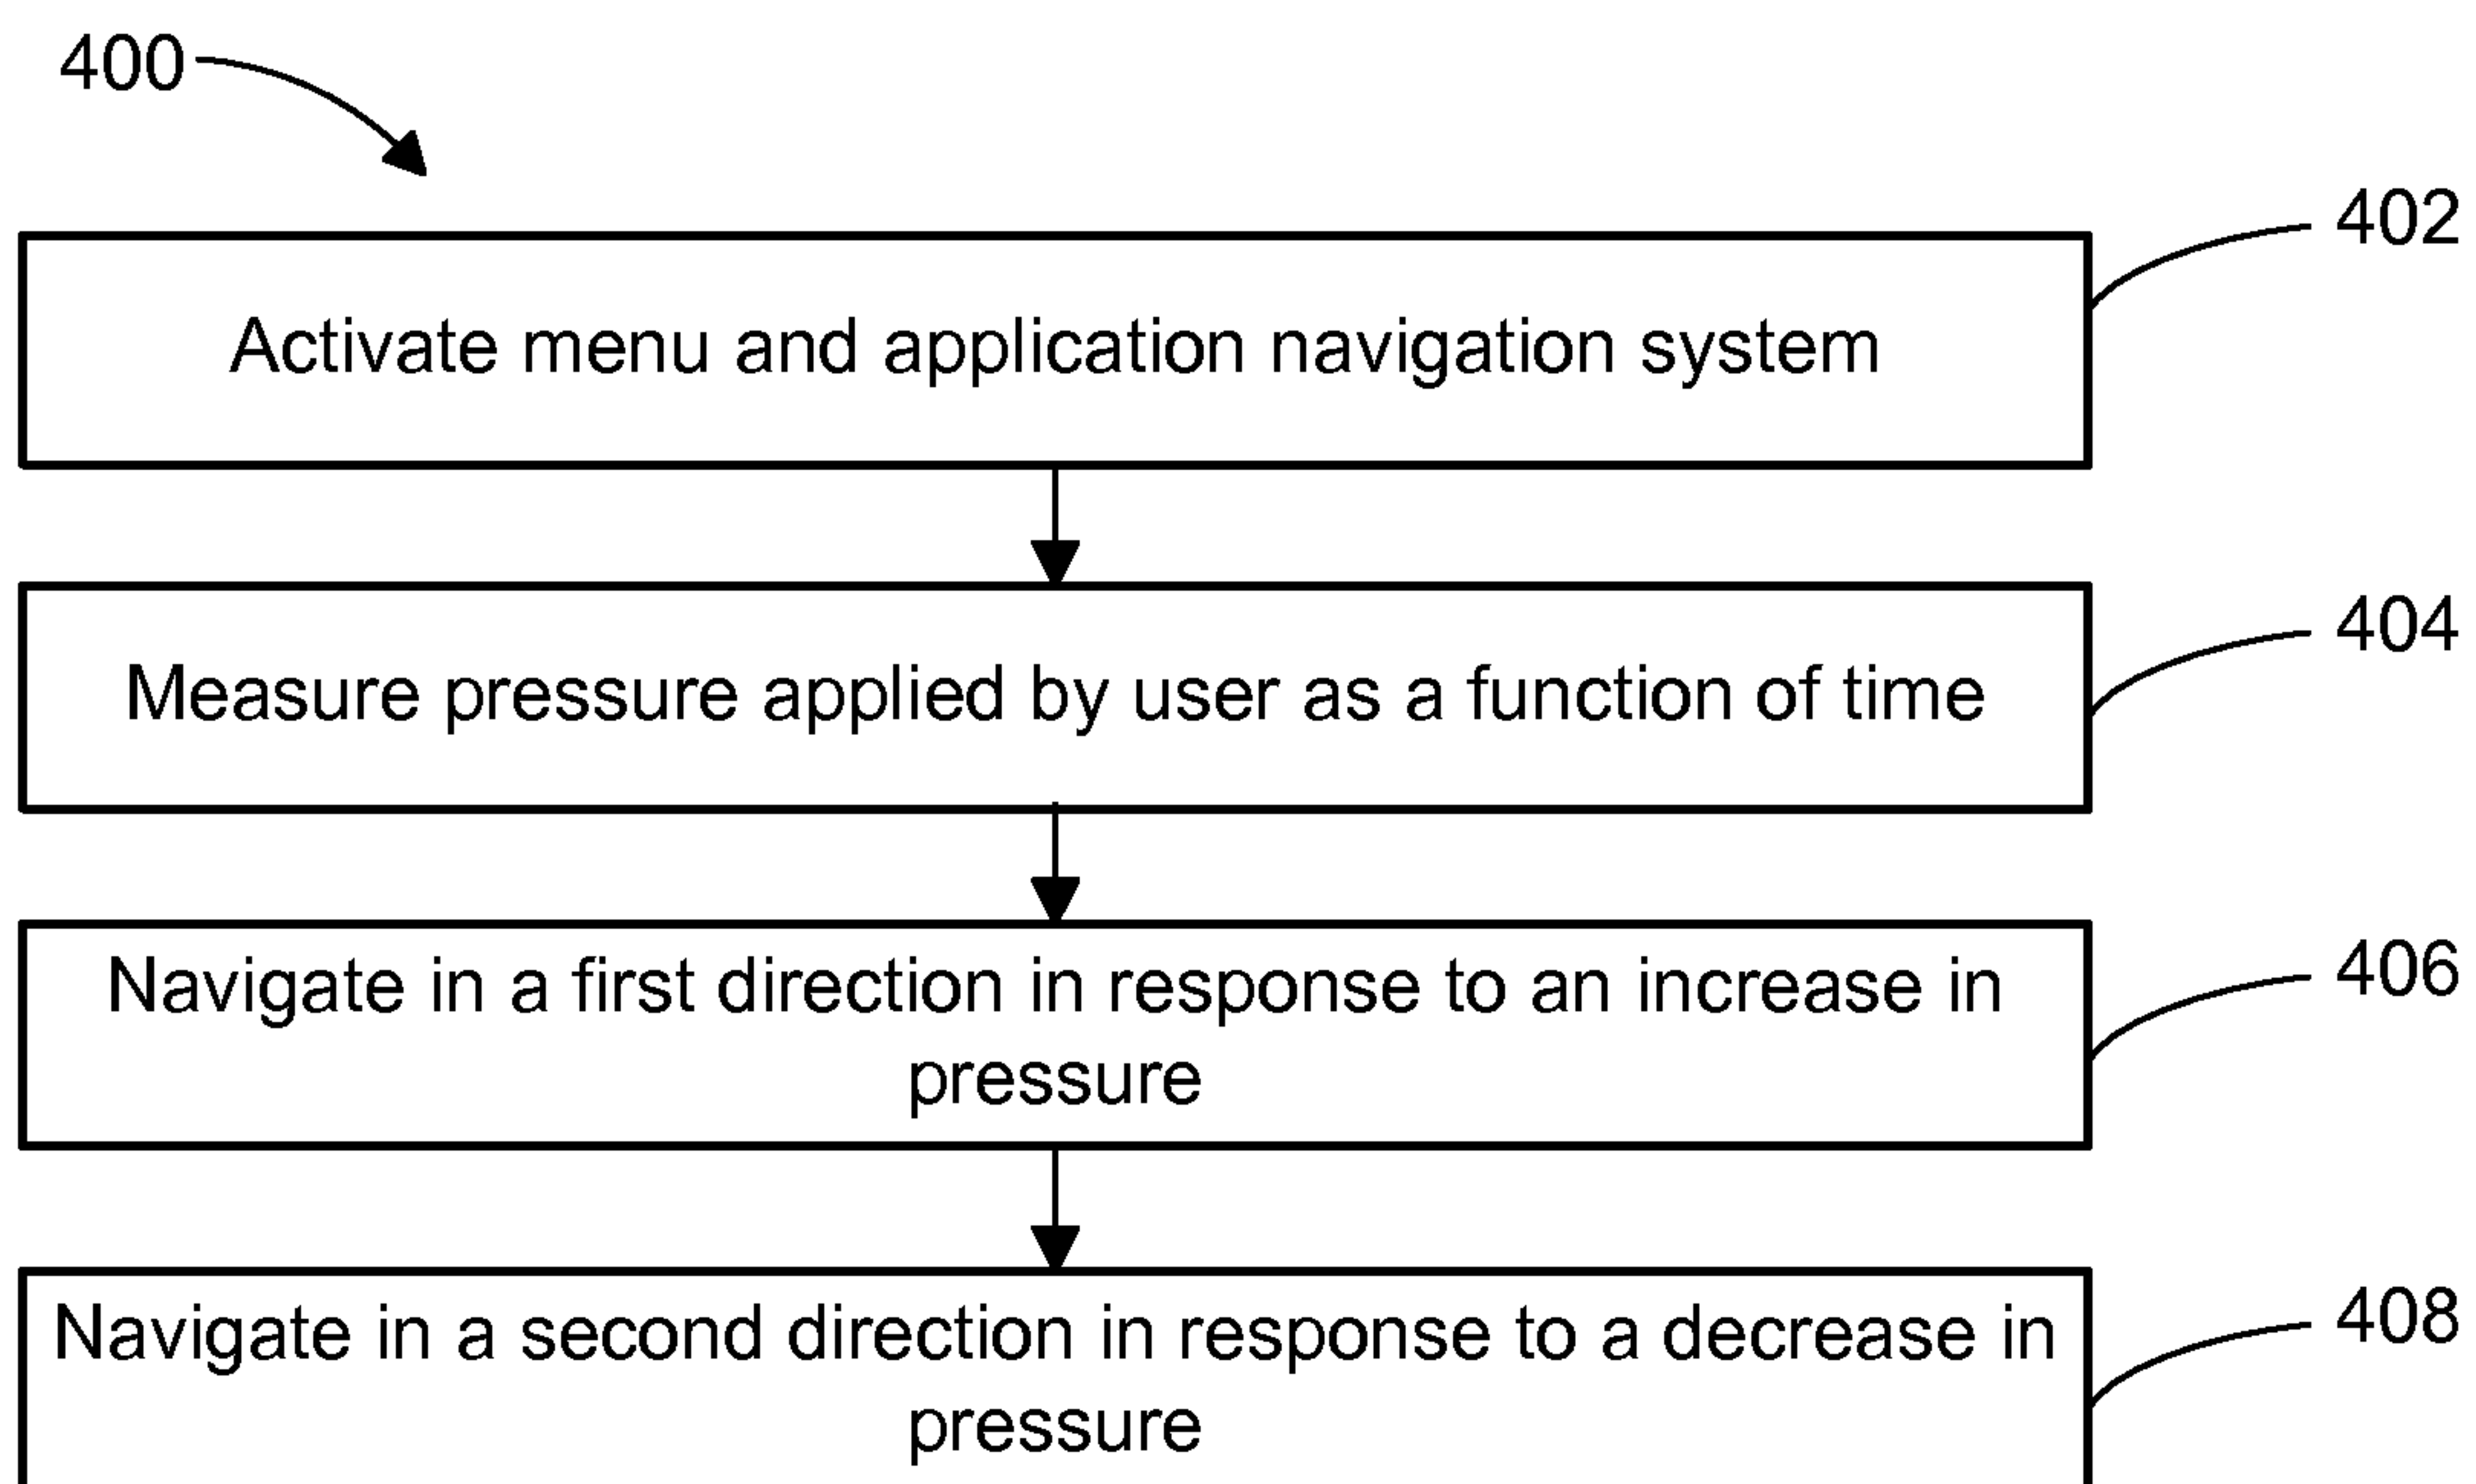 400
402
Activate menu and application navigation system
404
Measure pressure applied by user as a function of time
406
Navigate in a first direction in response to an increase in
pressure
408
Navigate in a second direction in response to a decrease in
pressure